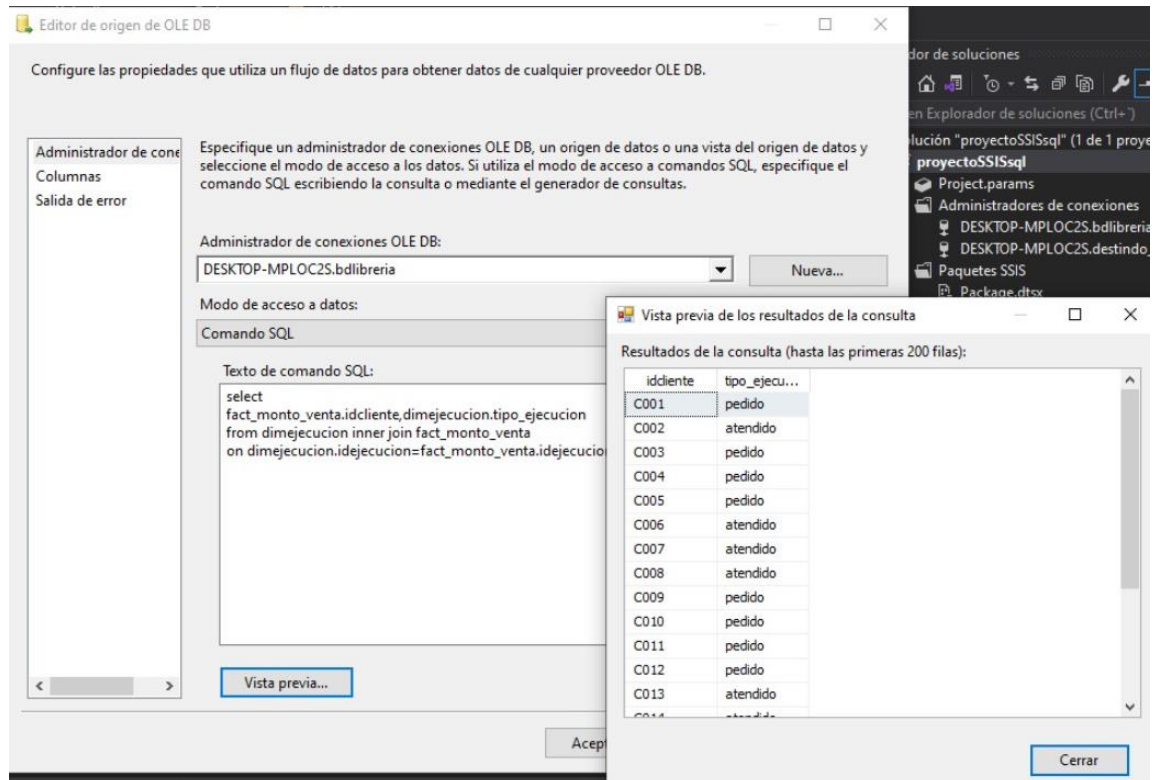 Editor de origen de OLE DB
Configure las propiedades que utiliza un flujo de datos para obtener datos de cualquier proveedor OLE DB.
Administrador de cone
Columnas
Salida de error
Especifique un administrador de conexiones OLE DB, un origen de datos o una vista del origen de datos y
seleccione el modo de acceso a los datos. Si utiliza el modo de acceso a comandos SQL, especifique el
comando SQL escribiendo la consulta o mediante el generador de consultas.
Administrador de conexiones OLE DB:
DESKTOP-MPLOC2S.bdlibreria
Nueva...
Modo de acceso a datos:
Comando SQL
Texto de comando SQL:
select
fact_monto_venta.idcliente,dimejecucion.tipo_ejecucion
from dimejecucion inner join fact_monto_venta
on dimejecucion.idejecucion=fact_monto_venta.idejecucio
Vista previa...
Acept
dor de soluciones
en Explorador de soluciones (Ctrl+¨)
lución "proyectoSSISsql" (1 de 1 proye
proyectoSSISsql
Project.params
Administradores de conexiones
DESKTOP-MPLOC2S.bdlibreria
DESKTOP-MPLOC2S.destindo_
Paquetes SSIS
Package.dtsx
Vista previa de los resultados de la consulta
Resultados de la consulta (hasta las primeras 200 filas):
idcliente tipo_ejecu...
C001 pedido
C002 atendido
C003 pedido
C004 pedido
C005 pedido
C006 atendido
C007 atendido
C008 atendido
C009 pedido
C010 pedido
C011 pedido
C012 pedido
C013 atendido
C014 atendido
Cerrar